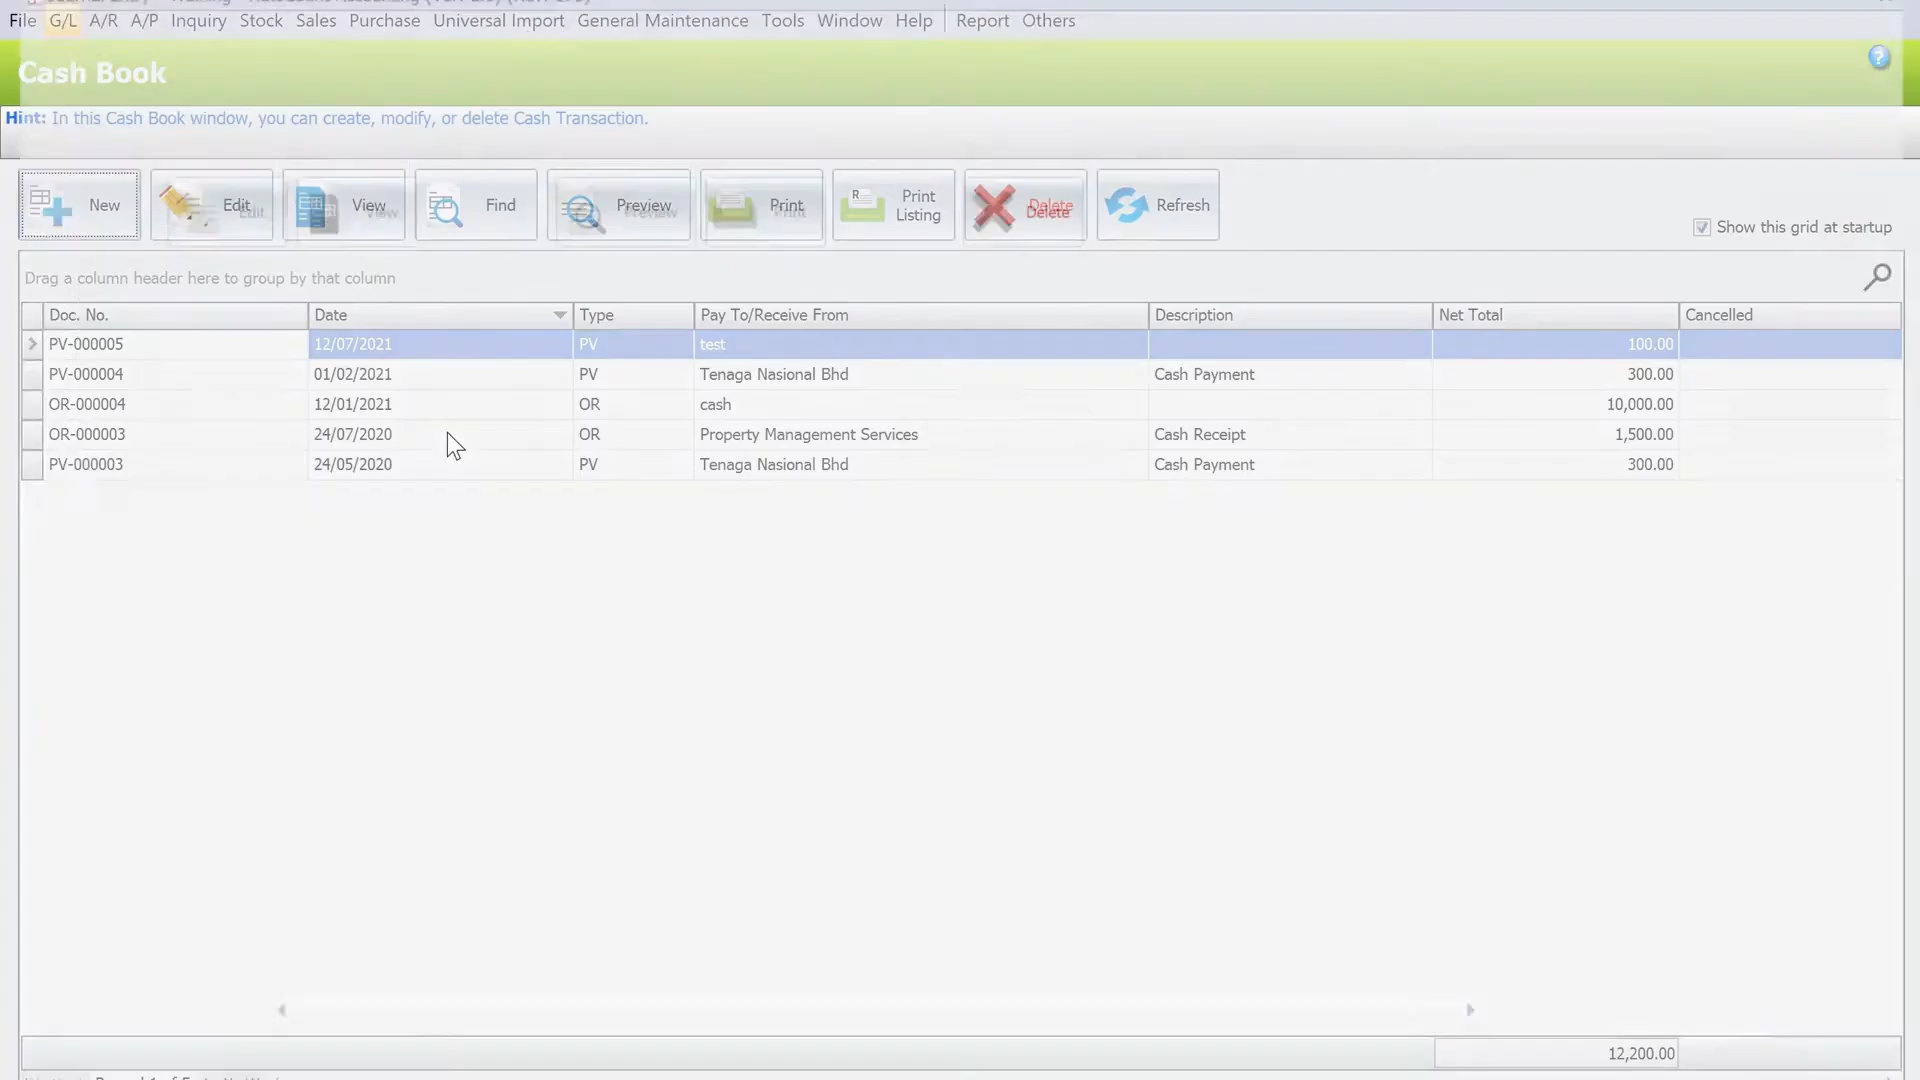 File G/L A/R A/P Inquiry Stock Sales Purchase Universal Import General Maintenance Tools Window Help Report Others
Cash Book
Hint: In this Cash Book window, you can create, modify, or delete Cash Transaction.
New Edit View Find Preview Print Print Listing Delete Refresh
Show this grid at startup
Drag a column header here to group by that column
Doc. No. Date Type Pay To/Receive From Description Net Total Cancelled
PV-000005 12/07/2021 PV test 100.00
PV-000004 01/02/2021 PV Tenaga Nasional Bhd Cash Payment 300.00
OR-000004 12/01/2021 OR cash 10,000.00
OR-000003 24/07/2020 OR Property Management Services Cash Receipt 1,500.00
PV-000003 24/05/2020 PV Tenaga Nasional Bhd Cash Payment 300.00
12,200.00